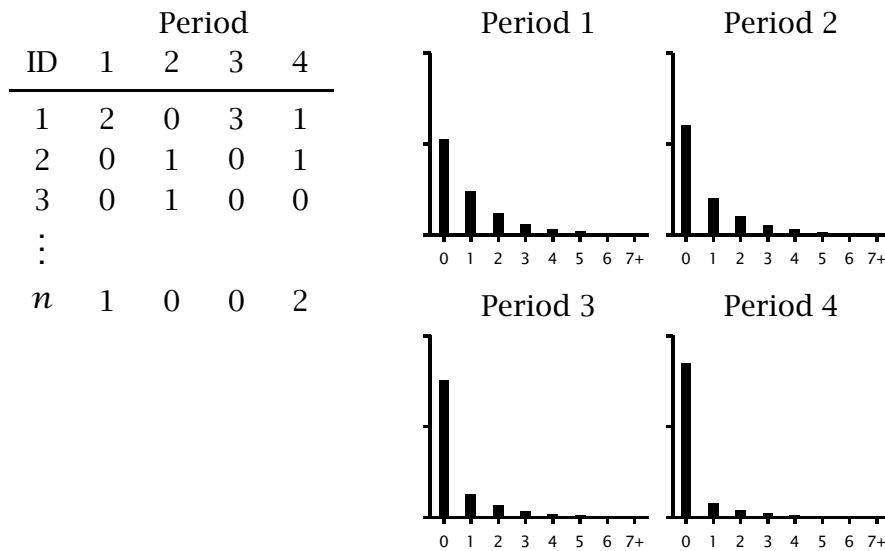 Period
ID 1 2 3 4
1 2 0 3 1
2 0 1 0 1
3 0 1 0 0
⋮
n 1 0 0 2
Period 1
0 1 2 3 4 5 6 7+
Period 2
0 1 2 3 4 5 6 7+
Period 3
0 1 2 3 4 5 6 7+
Period 4
0 1 2 3 4 5 6 7+